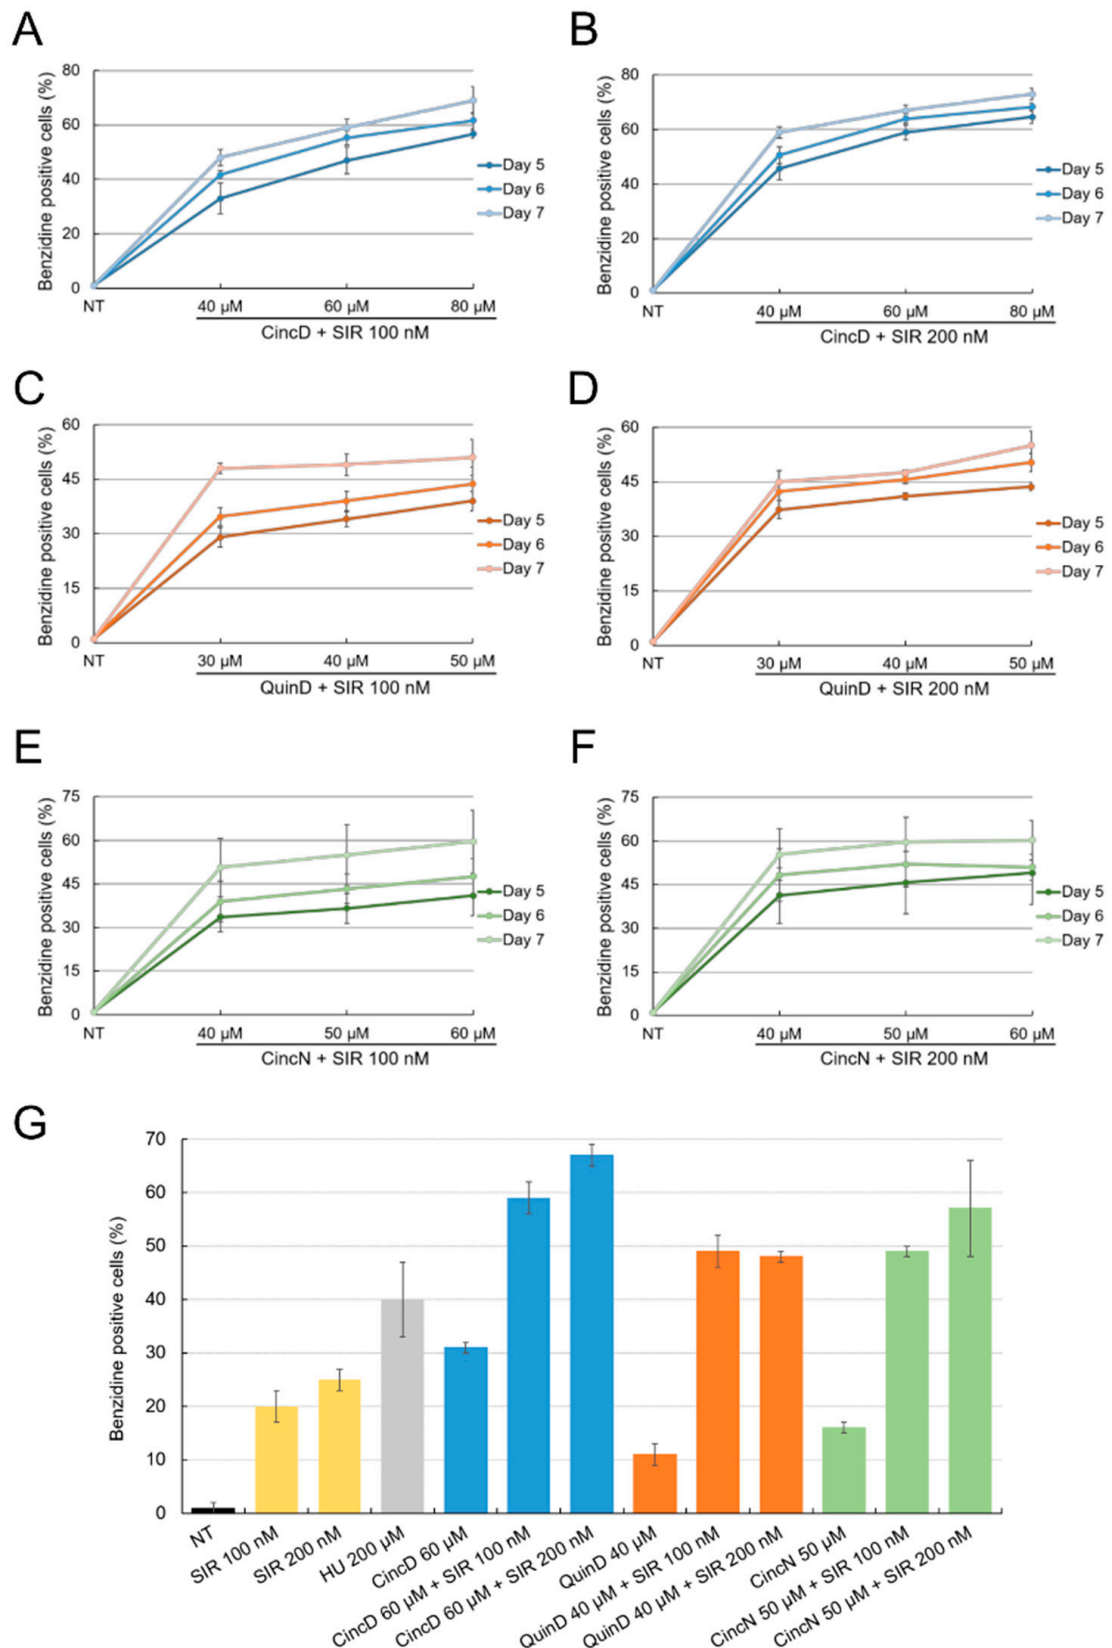 A
Benzidine positive cells (%)
80
60
40
20
0
NT
40 µM
60 µM
80 µM
CincD + SIR 100 nM
Day 5
Day 6
Day 7
B
Benzidine positive cells (%)
80
60
40
20
0
NT
40 µM
60 µM
80 µM
CincD + SIR 200 nM
Day 5
Day 6
Day 7
C
Benzidine positive cells (%)
60
45
30
15
0
NT
30 µM
40 µM
50 µM
QuinD + SIR 100 nM
Day 5
Day 6
Day 7
D
Benzidine positive cells (%)
60
45
30
15
0
NT
30 µM
40 µM
50 µM
QuinD + SIR 200 nM
Day 5
Day 6
Day 7
E
Benzidine positive cells (%)
75
60
45
30
15
0
NT
40 µM
50 µM
60 µM
CincN + SIR 100 nM
Day 5
Day 6
Day 7
F
Benzidine positive cells (%)
75
60
45
30
15
0
NT
40 µM
50 µM
60 µM
CincN + SIR 200 nM
Day 5
Day 6
Day 7
G
Benzidine positive cells (%)
70
60
50
40
30
20
10
0
NT
SIR 100 nM
SIR 200 nM
HU 200 µM
CincD 60 µM
CincD 60 µM + SIR 100 nM
CincD 60 µM + SIR 200 nM
QuinD 40 µM
QuinD 40 µM + SIR 100 nM
QuinD 40 µM + SIR 200 nM
CincN 50 µM
CincN 50 µM + SIR 100 nM
CincN 50 µM + SIR 200 nM